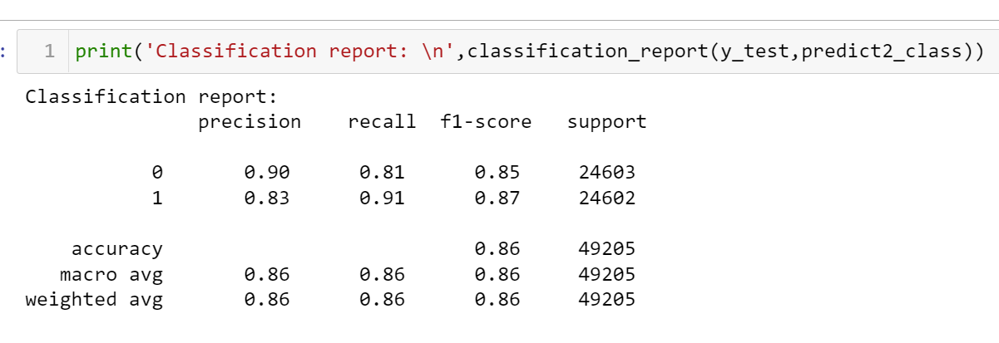 : 1 print('Classification report: \n',classification_report(y_test,predict2_class))
Classification report:
precision recall f1-score support
0 0.90 0.81 0.85 24603
1 0.83 0.91 0.87 24602
accuracy 0.86 49205
macro avg 0.86 0.86 0.86 49205
weighted avg 0.86 0.86 0.86 49205